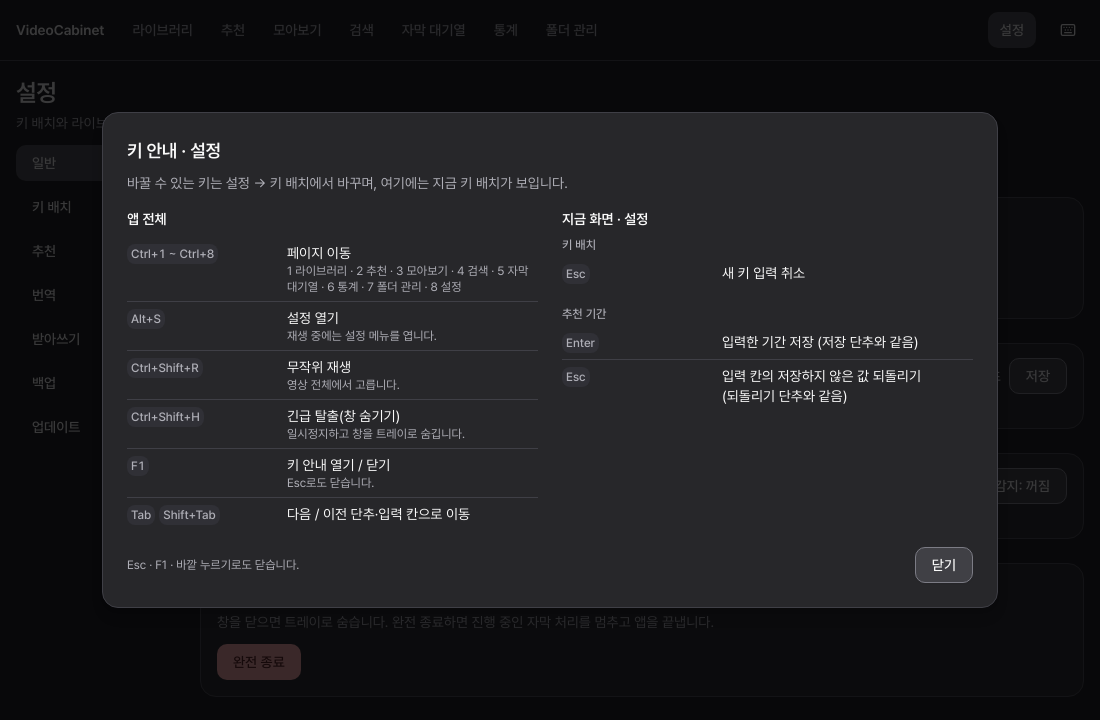 VideoCabinet 라이브러리 추천 모아보기 검색 자막 대기열 통계 폴더 관리 설정
설정
키 배치와 라이브
일반
키 배치
추천
번역
받아쓰기
백업
업데이트
키 안내 · 설정
바꿀 수 있는 키는 설정 → 키 배치에서 바꾸며, 여기에는 지금 키 배치가 보입니다.
앱 전체
Ctrl+1 ~ Ctrl+8 페이지 이동
1 라이브러리 · 2 추천 · 3 모아보기 · 4 검색 · 5 자막
대기열 · 6 통계 · 7 폴더 관리 · 8 설정
Alt+S 설정 열기
재생 중에는 설정 메뉴를 엽니다.
Ctrl+Shift+R 무작위 재생
영상 전체에서 고릅니다.
Ctrl+Shift+H 긴급 탈출(창 숨기기)
일시정지하고 창을 트레이로 숨깁니다.
F1 키 안내 열기 / 닫기
Esc로도 닫습니다.
Tab Shift+Tab 다음 / 이전 단추·입력 칸으로 이동
지금 화면 · 설정
키 배치
Esc 새 키 입력 취소
추천 기간
Enter 입력한 기간 저장 (저장 단추와 같음)
Esc 입력 칸의 저장하지 않은 값 되돌리기
(되돌리기 단추와 같음)
Esc · F1 · 바깥 누르기로도 닫습니다.
닫기
저장
감지: 꺼짐
창을 닫으면 트레이로 숨습니다. 완전 종료하면 진행 중인 자막 처리를 멈추고 앱을 끝냅니다.
완전 종료